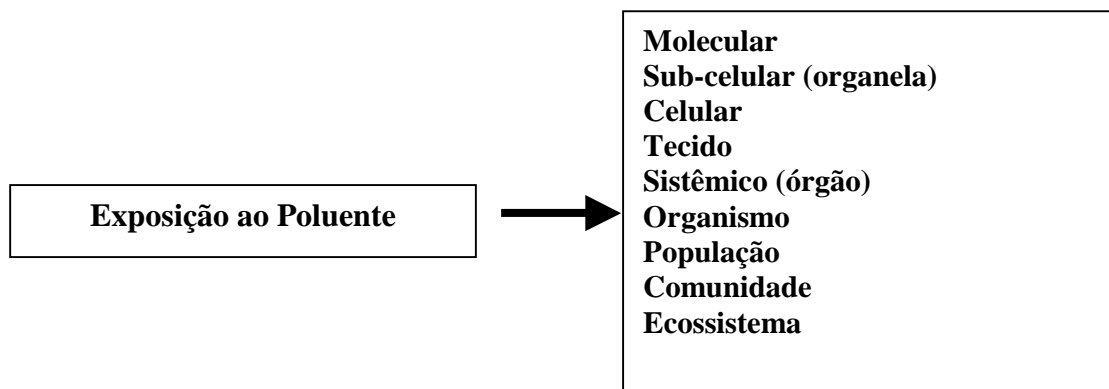 Molecular
Sub-celular (organela)
Celular
Tecido
Sistêmico (órgão)
Exposição ao Poluente
Organismo
População
Comunidade
Ecossistema